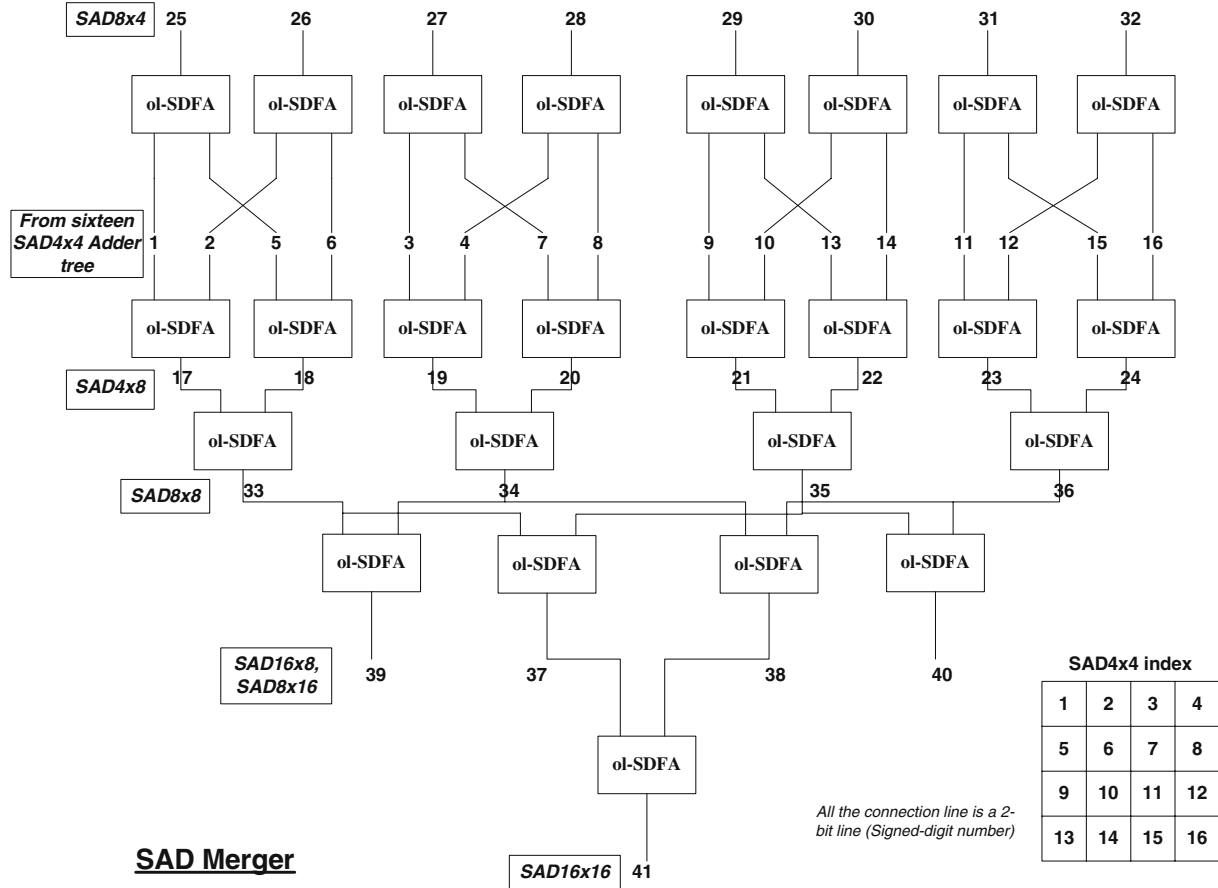 SAD8x4 25 26 27 28 29 30 31 32
ol-SDFA ol-SDFA ol-SDFA ol-SDFA ol-SDFA ol-SDFA ol-SDFA ol-SDFA
From sixteen
SAD4x4 Adder
tree
1 2 5 6 3 4 7 8 9 10 13 14 11 12 15 16
ol-SDFA ol-SDFA ol-SDFA ol-SDFA ol-SDFA ol-SDFA ol-SDFA ol-SDFA
SAD4x8 17 18 19 20 21 22 23 24
ol-SDFA ol-SDFA ol-SDFA ol-SDFA
SAD8x8 33 34 35 36
ol-SDFA ol-SDFA ol-SDFA ol-SDFA
SAD16x8,
SAD8x16
39 37 38 40
ol-SDFA
SAD4x4 index
1 2 3 4
5 6 7 8
9 10 11 12
13 14 15 16
All the connection line is a 2-
bit line (Signed-digit number)
SAD Merger
SAD16x16 41